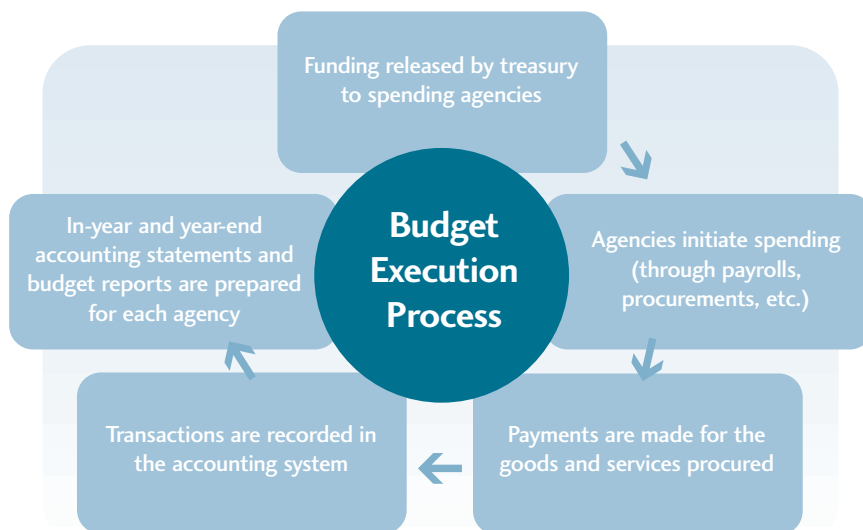 Funding released by treasury
to spending agencies
Budget
Execution
Process
Agencies initiate spending
(through payrolls,
procurements, etc.)
Payments are made for the
goods and services procured
Transactions are recorded in
the accounting system
In-year and year-end
accounting statements and
budget reports are prepared
for each agency